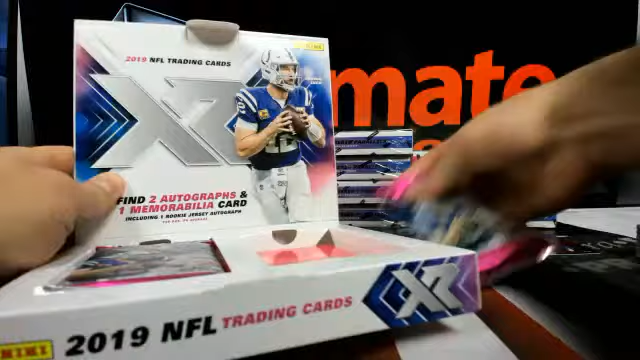 2019 NFL TRADING CARDS
XR
FIND 2 AUTOGRAPHS &
1 MEMORABILIA CARD
INCLUDING 1 ROOKIE JERSEY AUTOGRAPH
mate
PANINI
2019 NFL TRADING CARDS
XR